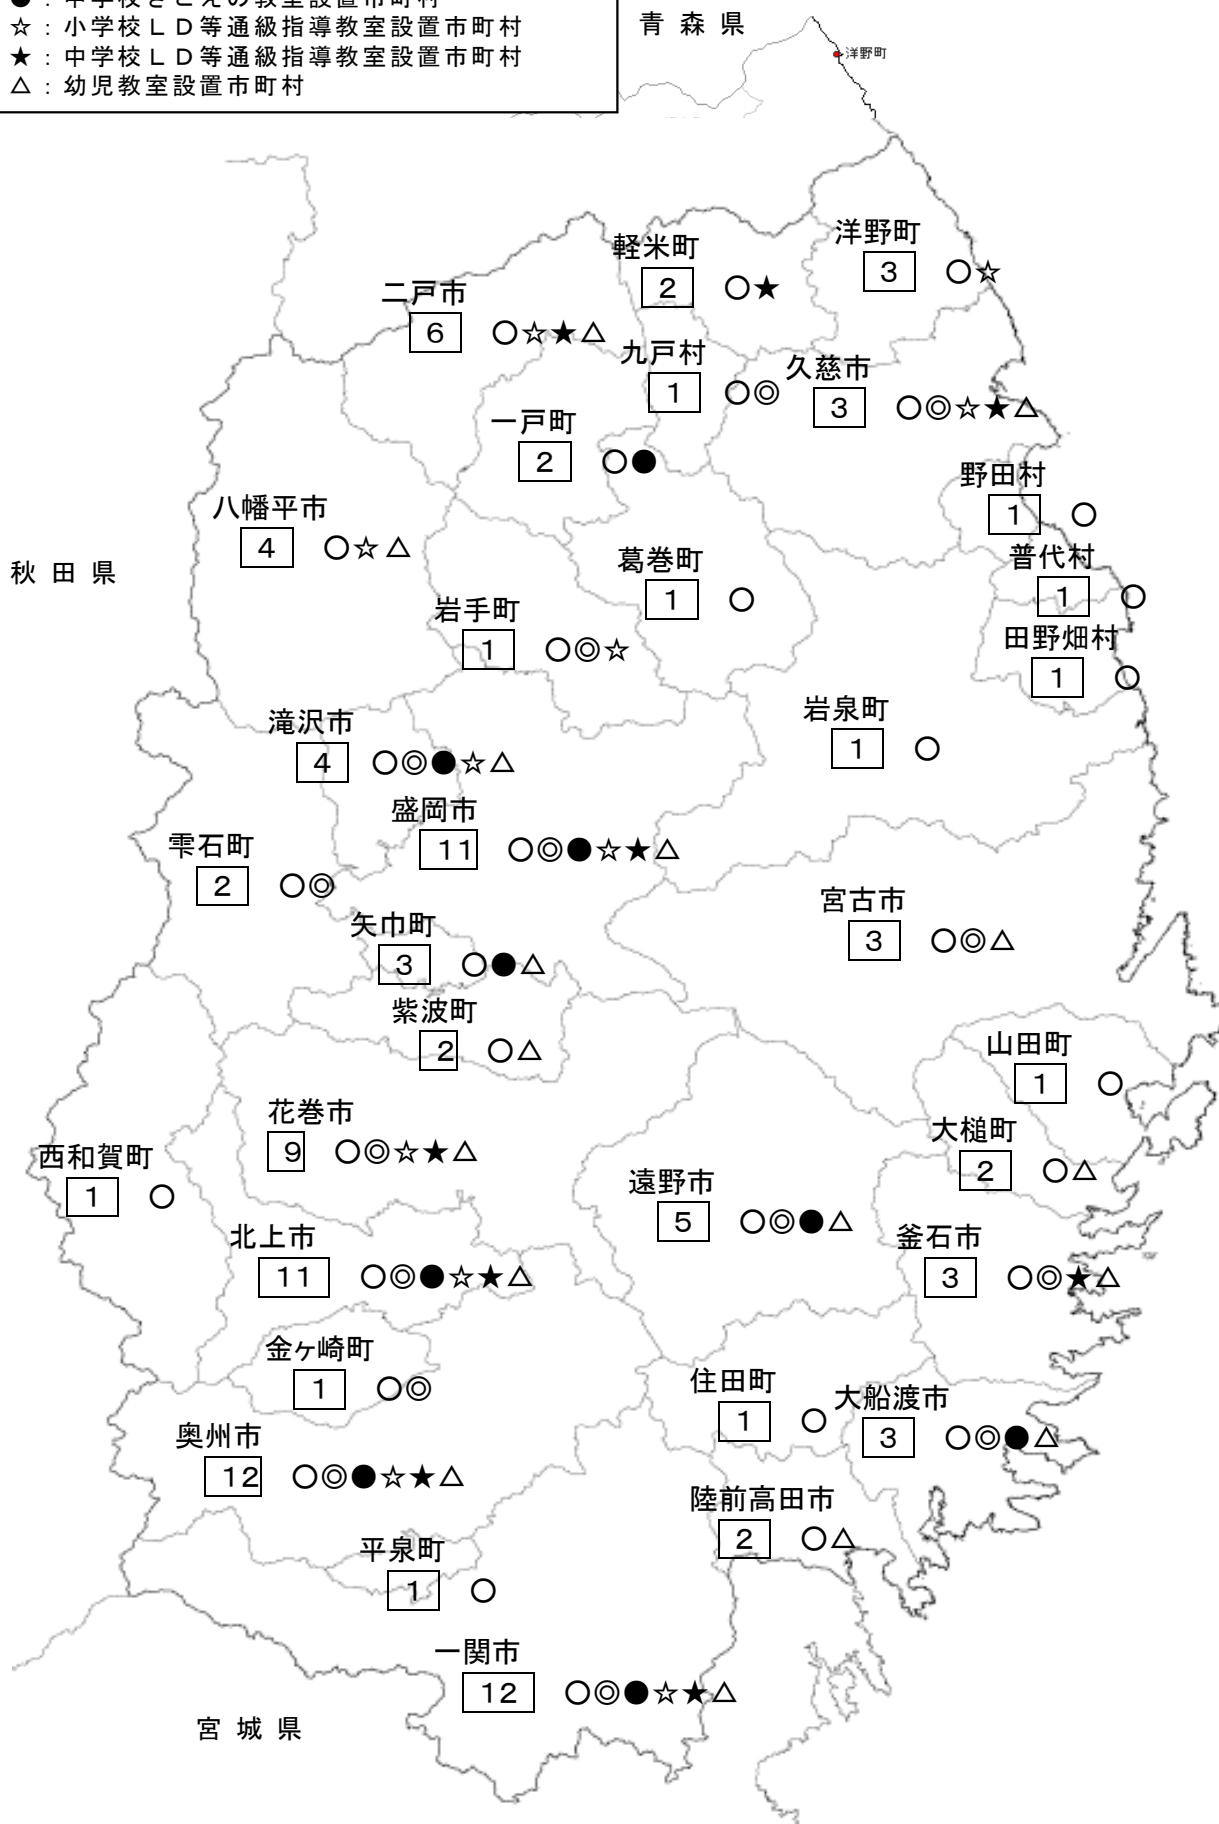 ☆：小学校ＬＤ等通級指導教室設置市町村
★：中学校ＬＤ等通級指導教室設置市町村
△：幼児教室設置市町村
青森県
洋野町
洋野町
3 ○☆
軽米町
2 ○★
二戸市
6 ○☆★△
九戸村
1 ○◎
久慈市
3 ○◎☆★△
一戸町
2 ○●
野田村
1 ○
八幡平市
4 ○☆△
秋田県
普代村
1 ○
葛巻町
1 ○
岩手町
1 ○◎☆
田野畑村
1 ○
岩泉町
1 ○
滝沢市
4 ○◎●☆△
盛岡市
11 ○◎●☆★△
雫石町
2 ○◎
宮古市
3 ○◎△
矢巾町
3 ○●△
紫波町
2 ○△
山田町
1 ○
花巻市
9 ○◎☆★△
大槌町
2 ○△
西和賀町
1 ○
遠野市
5 ○◎●△
北上市
11 ○◎●☆★△
釜石市
3 ○◎★△
金ヶ崎町
1 ○◎
住田町
1 ○
大船渡市
3 ○◎●△
奥州市
12 ○◎●☆★△
陸前高田市
2 ○△
平泉町
1 ○
一関市
12 ○◎●☆★△
宮城県